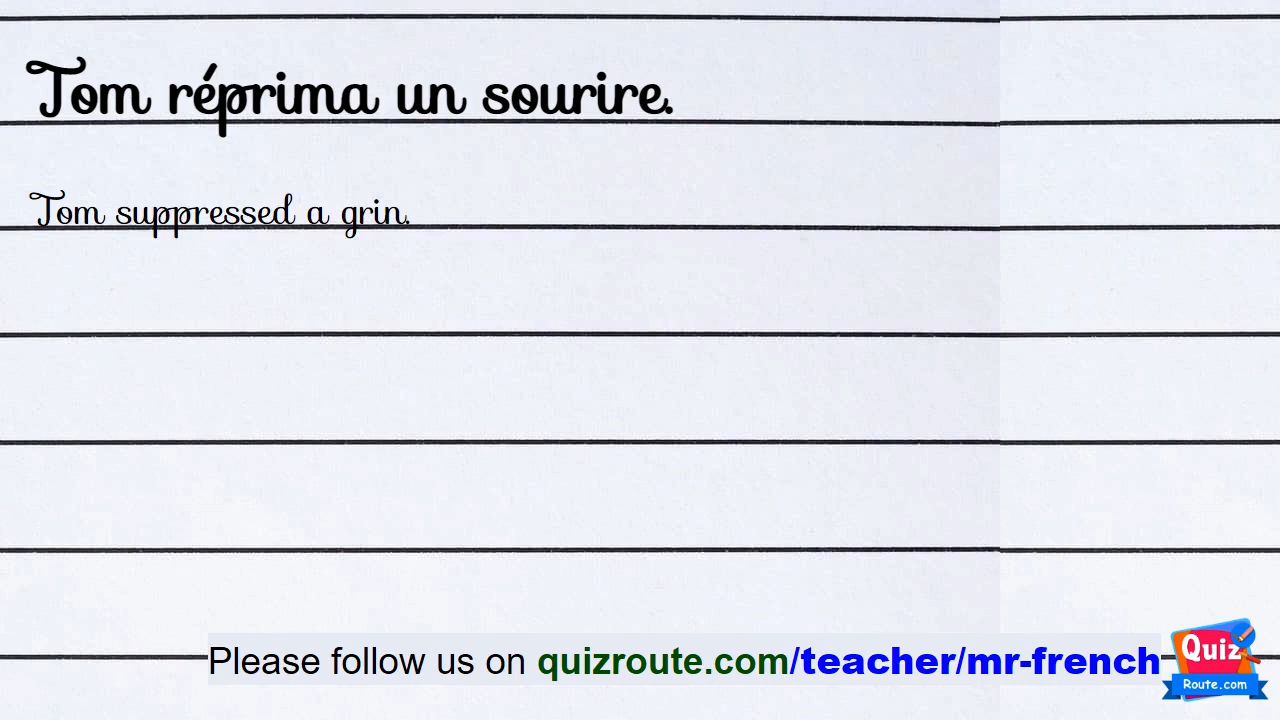 Tom réprima un sourire.
Tom suppressed a grin.
Please follow us on quizroute.com/teacher/mr-french
Quiz
Route.com